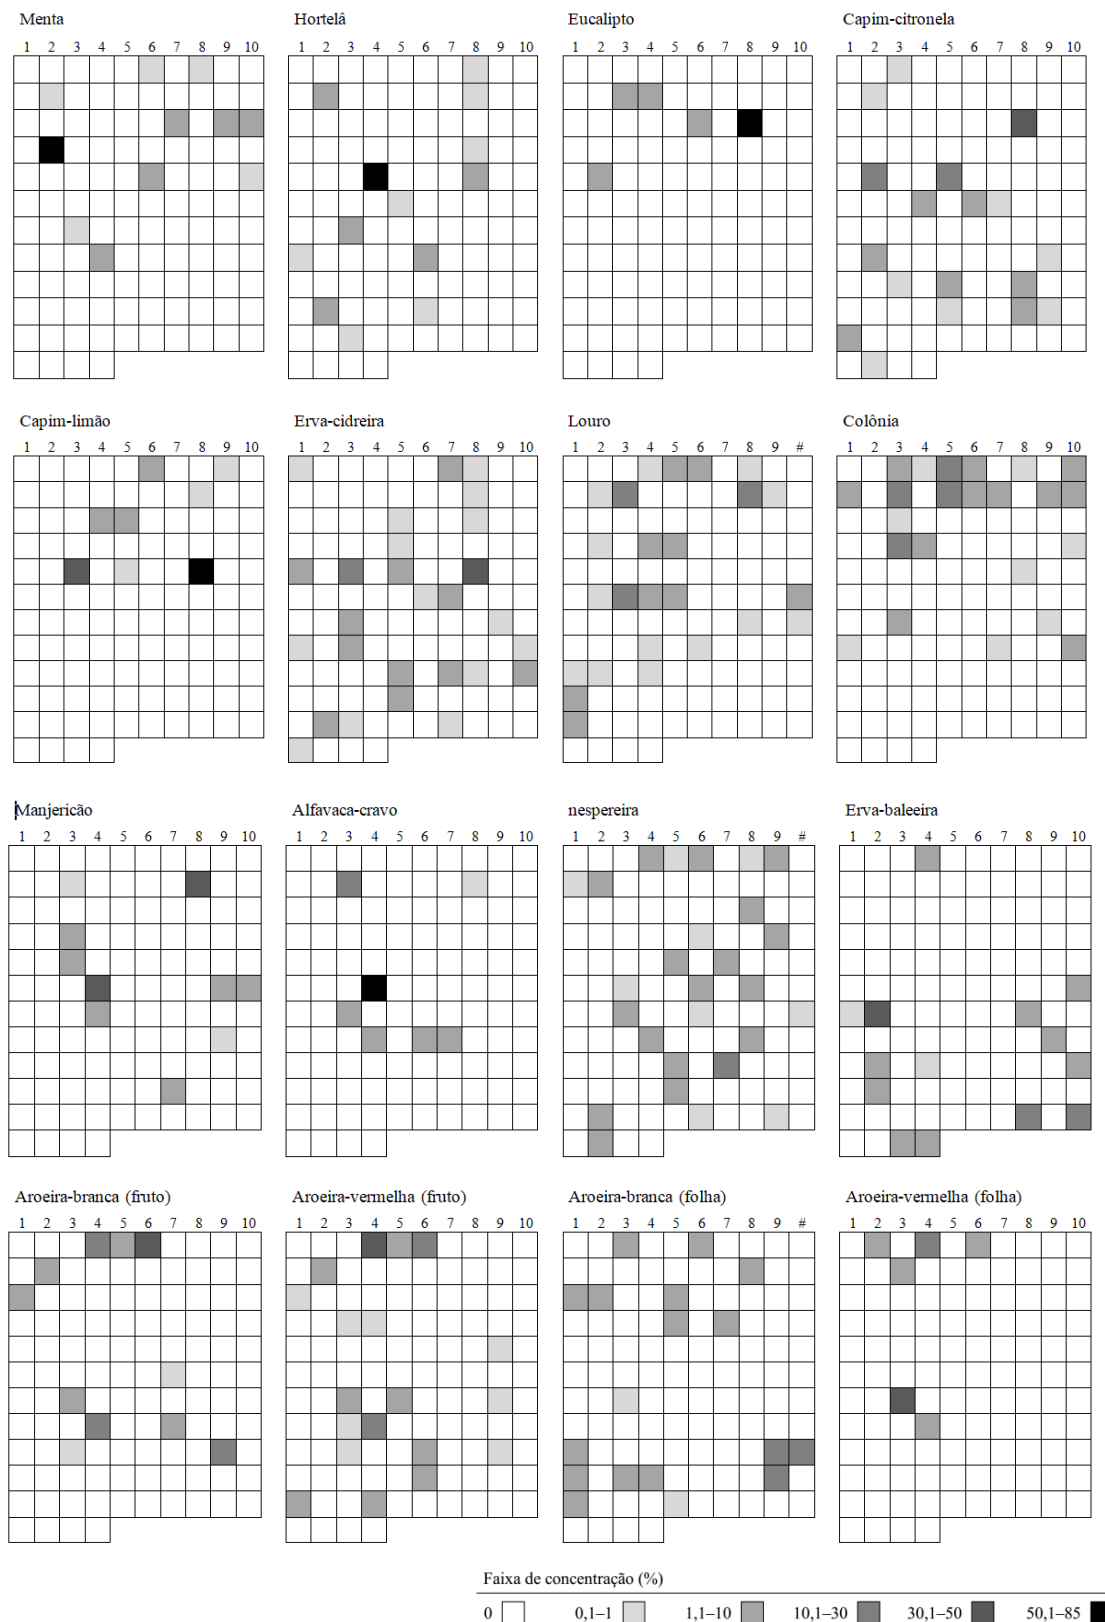 Menta Hortelâ Eucalipto Capim-citronela
1 2 3 4 5 6 7 8 9 10 1 2 3 4 5 6 7 8 9 10 1 2 3 4 5 6 7 8 9 10 1 2 3 4 5 6 7 8 9 10
Capim-limão Erva-cidreira Louro Colônia
1 2 3 4 5 6 7 8 9 10 1 2 3 4 5 6 7 8 9 10 1 2 3 4 5 6 7 8 9 # 1 2 3 4 5 6 7 8 9 10
Manjericão Alfavaca-cravo nespereira Erva-baleeira
1 2 3 4 5 6 7 8 9 10 1 2 3 4 5 6 7 8 9 10 1 2 3 4 5 6 7 8 9 # 1 2 3 4 5 6 7 8 9 10
Aroeira-branca (fruto) Aroeira-vermelha (fruto) Aroeira-branca (folha) Aroeira-vermelha (folha)
1 2 3 4 5 6 7 8 9 10 1 2 3 4 5 6 7 8 9 10 1 2 3 4 5 6 7 8 9 # 1 2 3 4 5 6 7 8 9 10
Faixa de concentração (%)
0 0,1–1 1,1–10 10,1–30 30,1–50 50,1–85